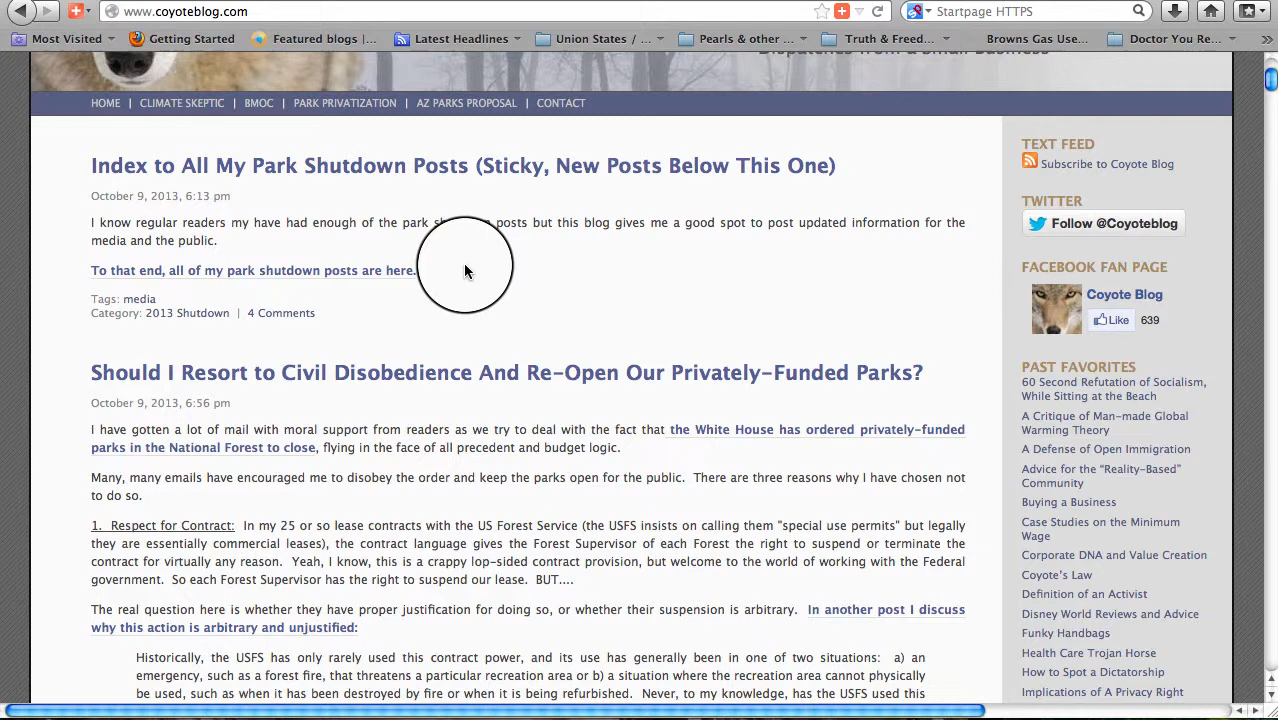 www.coyoteblog.com
Startpage HTTPS
Most Visited
Getting Started
Featured blogs |...
Latest Headlines
Union States / ...
Pearls & other ...
Truth & Freed...
Browns Gas Use...
Doctor You Re...
Dispatches from a Small Business
HOME | CLIMATE SKEPTIC | BMOC | PARK PRIVATIZATION | AZ PARKS PROPOSAL | CONTACT
Index to All My Park Shutdown Posts (Sticky, New Posts Below This One)
October 9, 2013, 6:13 pm
I know regular readers my have had enough of the park shutdown posts but this blog gives me a good spot to post updated information for the
media and the public.
To that end, all of my park shutdown posts are here.
Tags: media
Category: 2013 Shutdown | 4 Comments
Should I Resort to Civil Disobedience And Re-Open Our Privately-Funded Parks?
October 9, 2013, 6:56 pm
I have gotten a lot of mail with moral support from readers as we try to deal with the fact that the White House has ordered privately-funded
parks in the National Forest to close, flying in the face of all precedent and budget logic.
Many, many emails have encouraged me to disobey the order and keep the parks open for the public. There are three reasons why I have chosen not
to do so.
1. Respect for Contract: In my 25 or so lease contracts with the US Forest Service (the USFS insists on calling them "special use permits" but legally
they are essentially commercial leases), the contract language gives the Forest Supervisor of each Forest the right to suspend or terminate the
contract for virtually any reason. Yeah, I know, this is a crappy lop-sided contract provision, but welcome to the world of working with the Federal
government. So each Forest Supervisor has the right to suspend our lease. BUT....
The real question here is whether they have proper justification for doing so, or whether their suspension is arbitrary. In another post I discuss
why this action is arbitrary and unjustified:
Historically, the USFS has only rarely used this contract power, and its use has generally been in one of two situations: a) an
emergency, such as a forest fire, that threatens a particular recreation area or b) a situation where the recreation area cannot physically
be used, such as when it has been destroyed by fire or when it is being refurbished. Never, to my knowledge, has the USFS used this
TEXT FEED
Subscribe to Coyote Blog
TWITTER
Follow @Coyoteblog
FACEBOOK FAN PAGE
Coyote Blog
Like 639
PAST FAVORITES
60 Second Refutation of Socialism,
While Sitting at the Beach
A Critique of Man-made Global
Warming Theory
A Defense of Open Immigration
Advice for the “Reality-Based”
Community
Buying a Business
Case Studies on the Minimum
Wage
Corporate DNA and Value Creation
Coyote's Law
Definition of an Activist
Disney World Reviews and Advice
Funky Handbags
Health Care Trojan Horse
How to Spot a Dictatorship
Implications of A Privacy Right